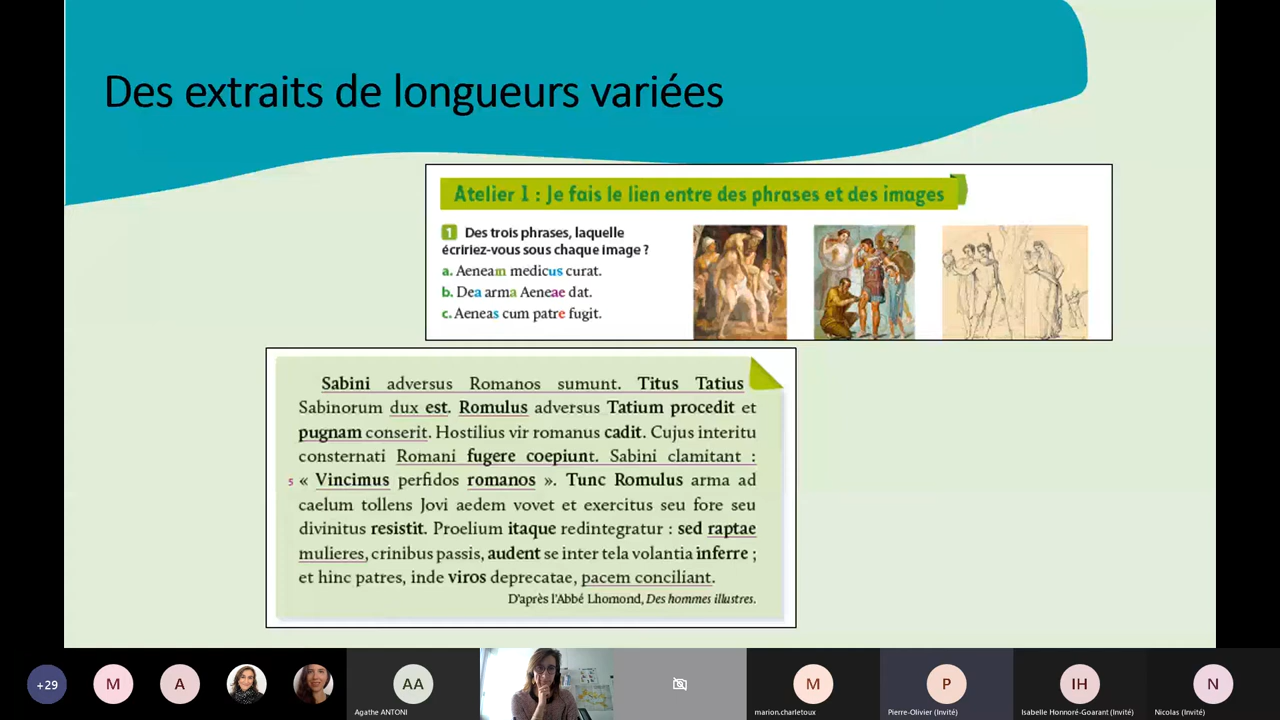 Des extraits de longueurs variées
Atelier 1 : Je fais le lien entre des phrases et des images
1 Des trois phrases, laquelle
écririez-vous sous chaque image ?
a. Aeneam medicus curat.
b. Dea arma Aeneae dat.
c. Aeneas cum patre fugit.
Sabini adversus Romanos sumunt. Titus Tatius
Sabinorum dux est. Romulus adversus Tatium procedit et
pugnam conserit. Hostilius vir romanus cadit. Cujus interitu
consternati Romani fugere coepiunt. Sabini clamitant :
5 « Vincimus perfidos romanos ». Tunc Romulus arma ad
caelum tollens Jovi aedem vovet et exercitus seu fore seu
divinitus resistit. Proelium itaque redintegratur : sed raptae
mulieres, crinibus passis, audent se inter tela volantia inferre ;
et hinc patres, inde viros deprecatae, pacem conciliant.
D'après l'Abbé Lhomond, Des hommes illustres.
+29
M
A
AA
Agathe ANTONI
M
marion.charletoux
P
Pierre-Olivier (Invité)
IH
Isabelle Honnoré-Goarant (Invité)
N
Nicolas (Invité)